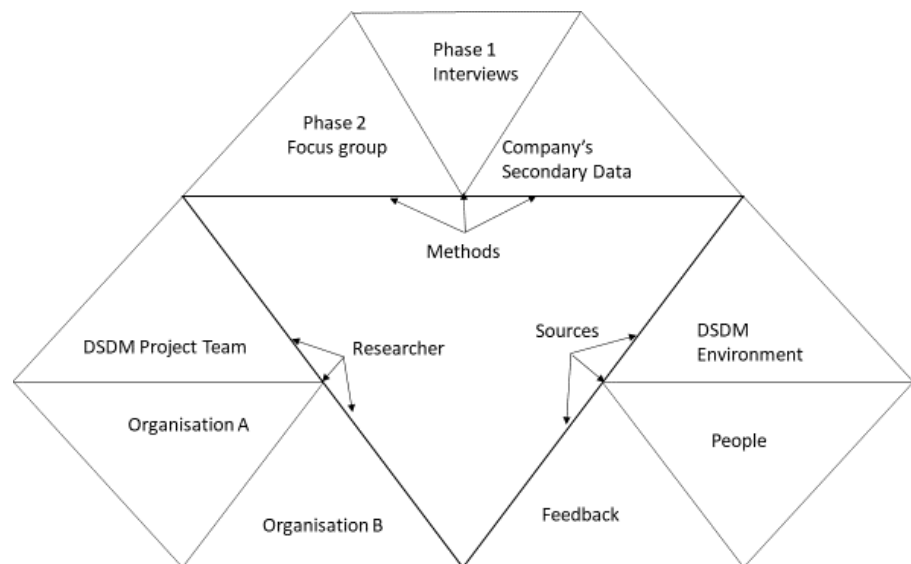 Phase 1
Interviews
Phase 2
Focus group
Company's
Secondary Data
Methods
DSDM Project Team
Researcher
Sources
DSDM
Environment
Organisation A
People
Organisation B
Feedback